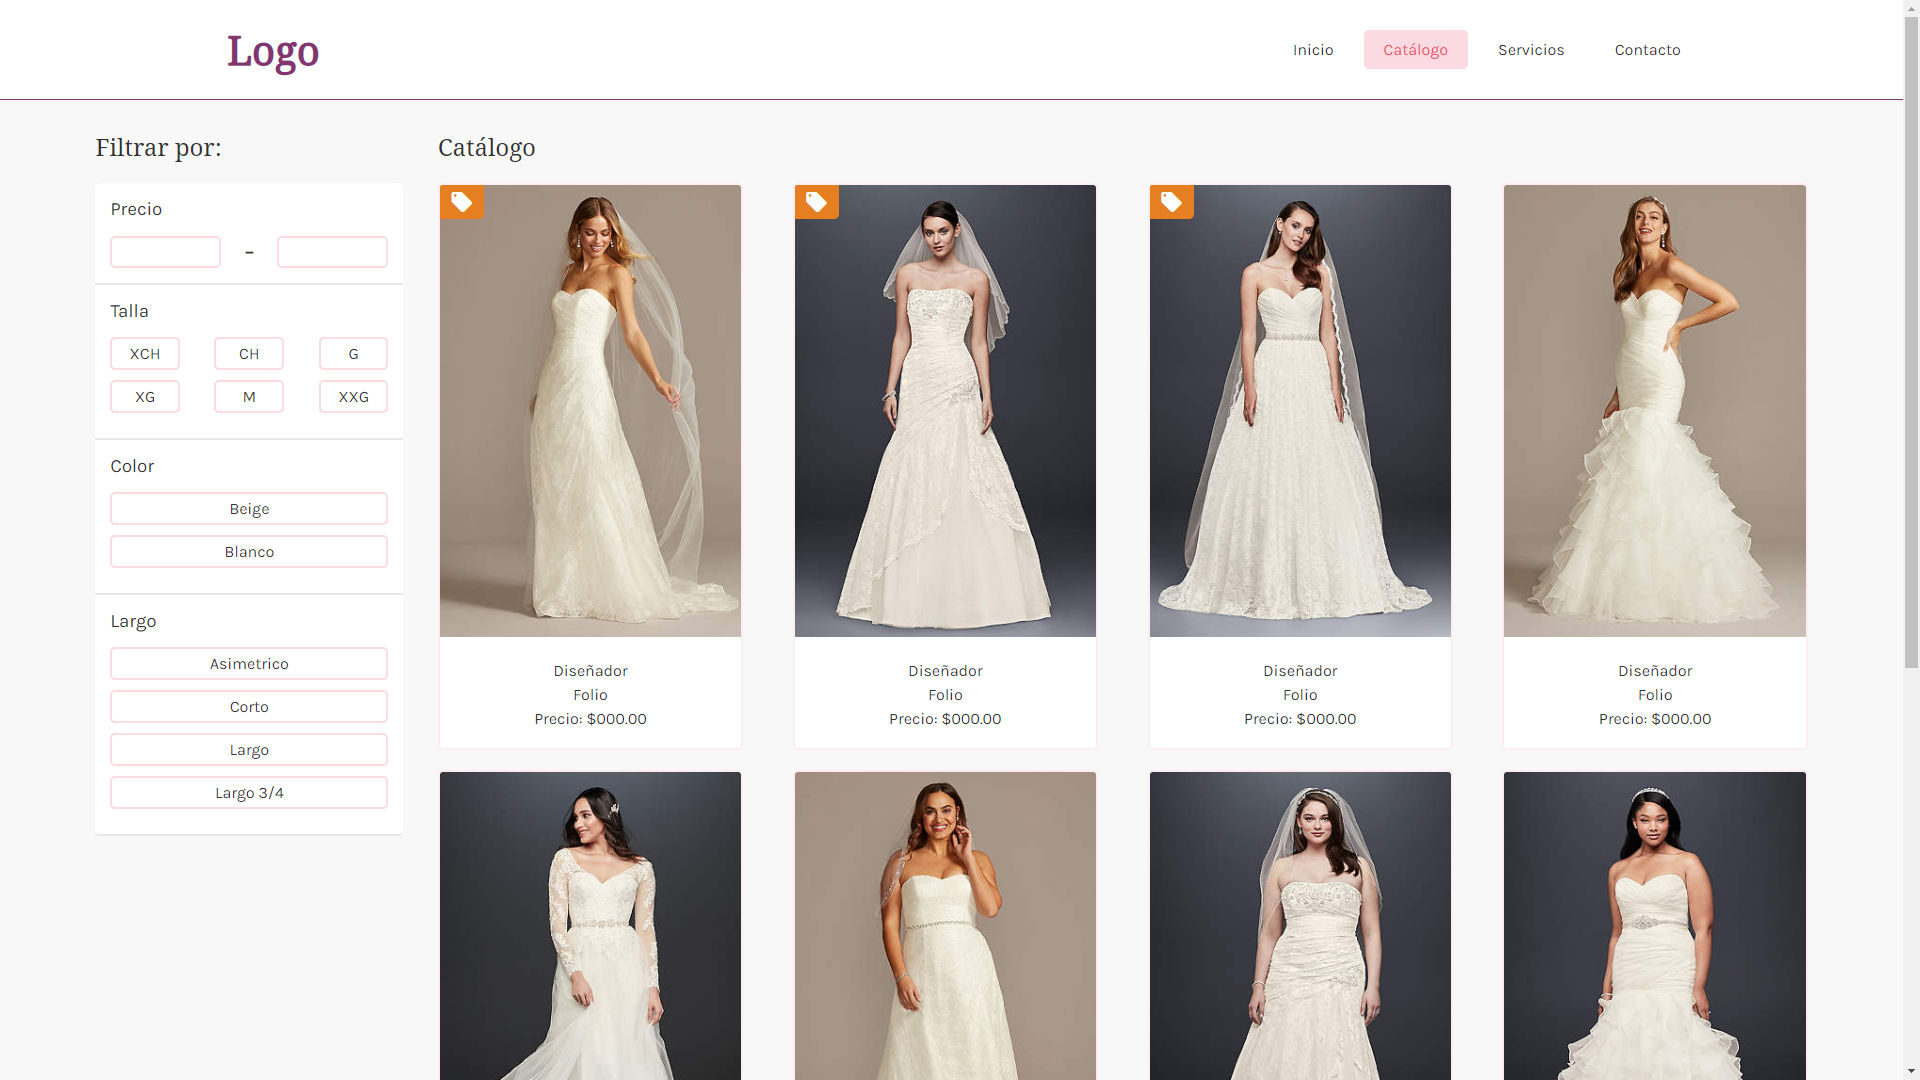 Logo
Inicio
Catálogo
Servicios
Contacto
Filtrar por:
Precio
–
Talla
XCH CH G
XG M XXG
Color
Beige
Blanco
Largo
Asimetrico
Corto
Largo
Largo 3/4
Catálogo
Diseñador
Folio
Precio: $000.00
Diseñador
Folio
Precio: $000.00
Diseñador
Folio
Precio: $000.00
Diseñador
Folio
Precio: $000.00